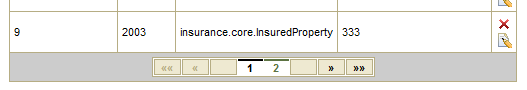 9 2003 insurance.core.InsuredProperty 333
«« « 1 2 » »»